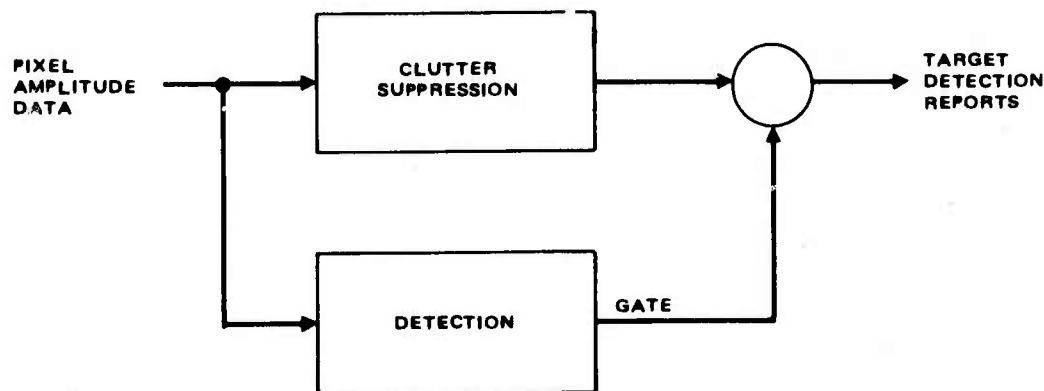 PIXEL
AMPLITUDE
DATA
CLUTTER
SUPPRESSION
TARGET
DETECTION
REPORTS
DETECTION
GATE